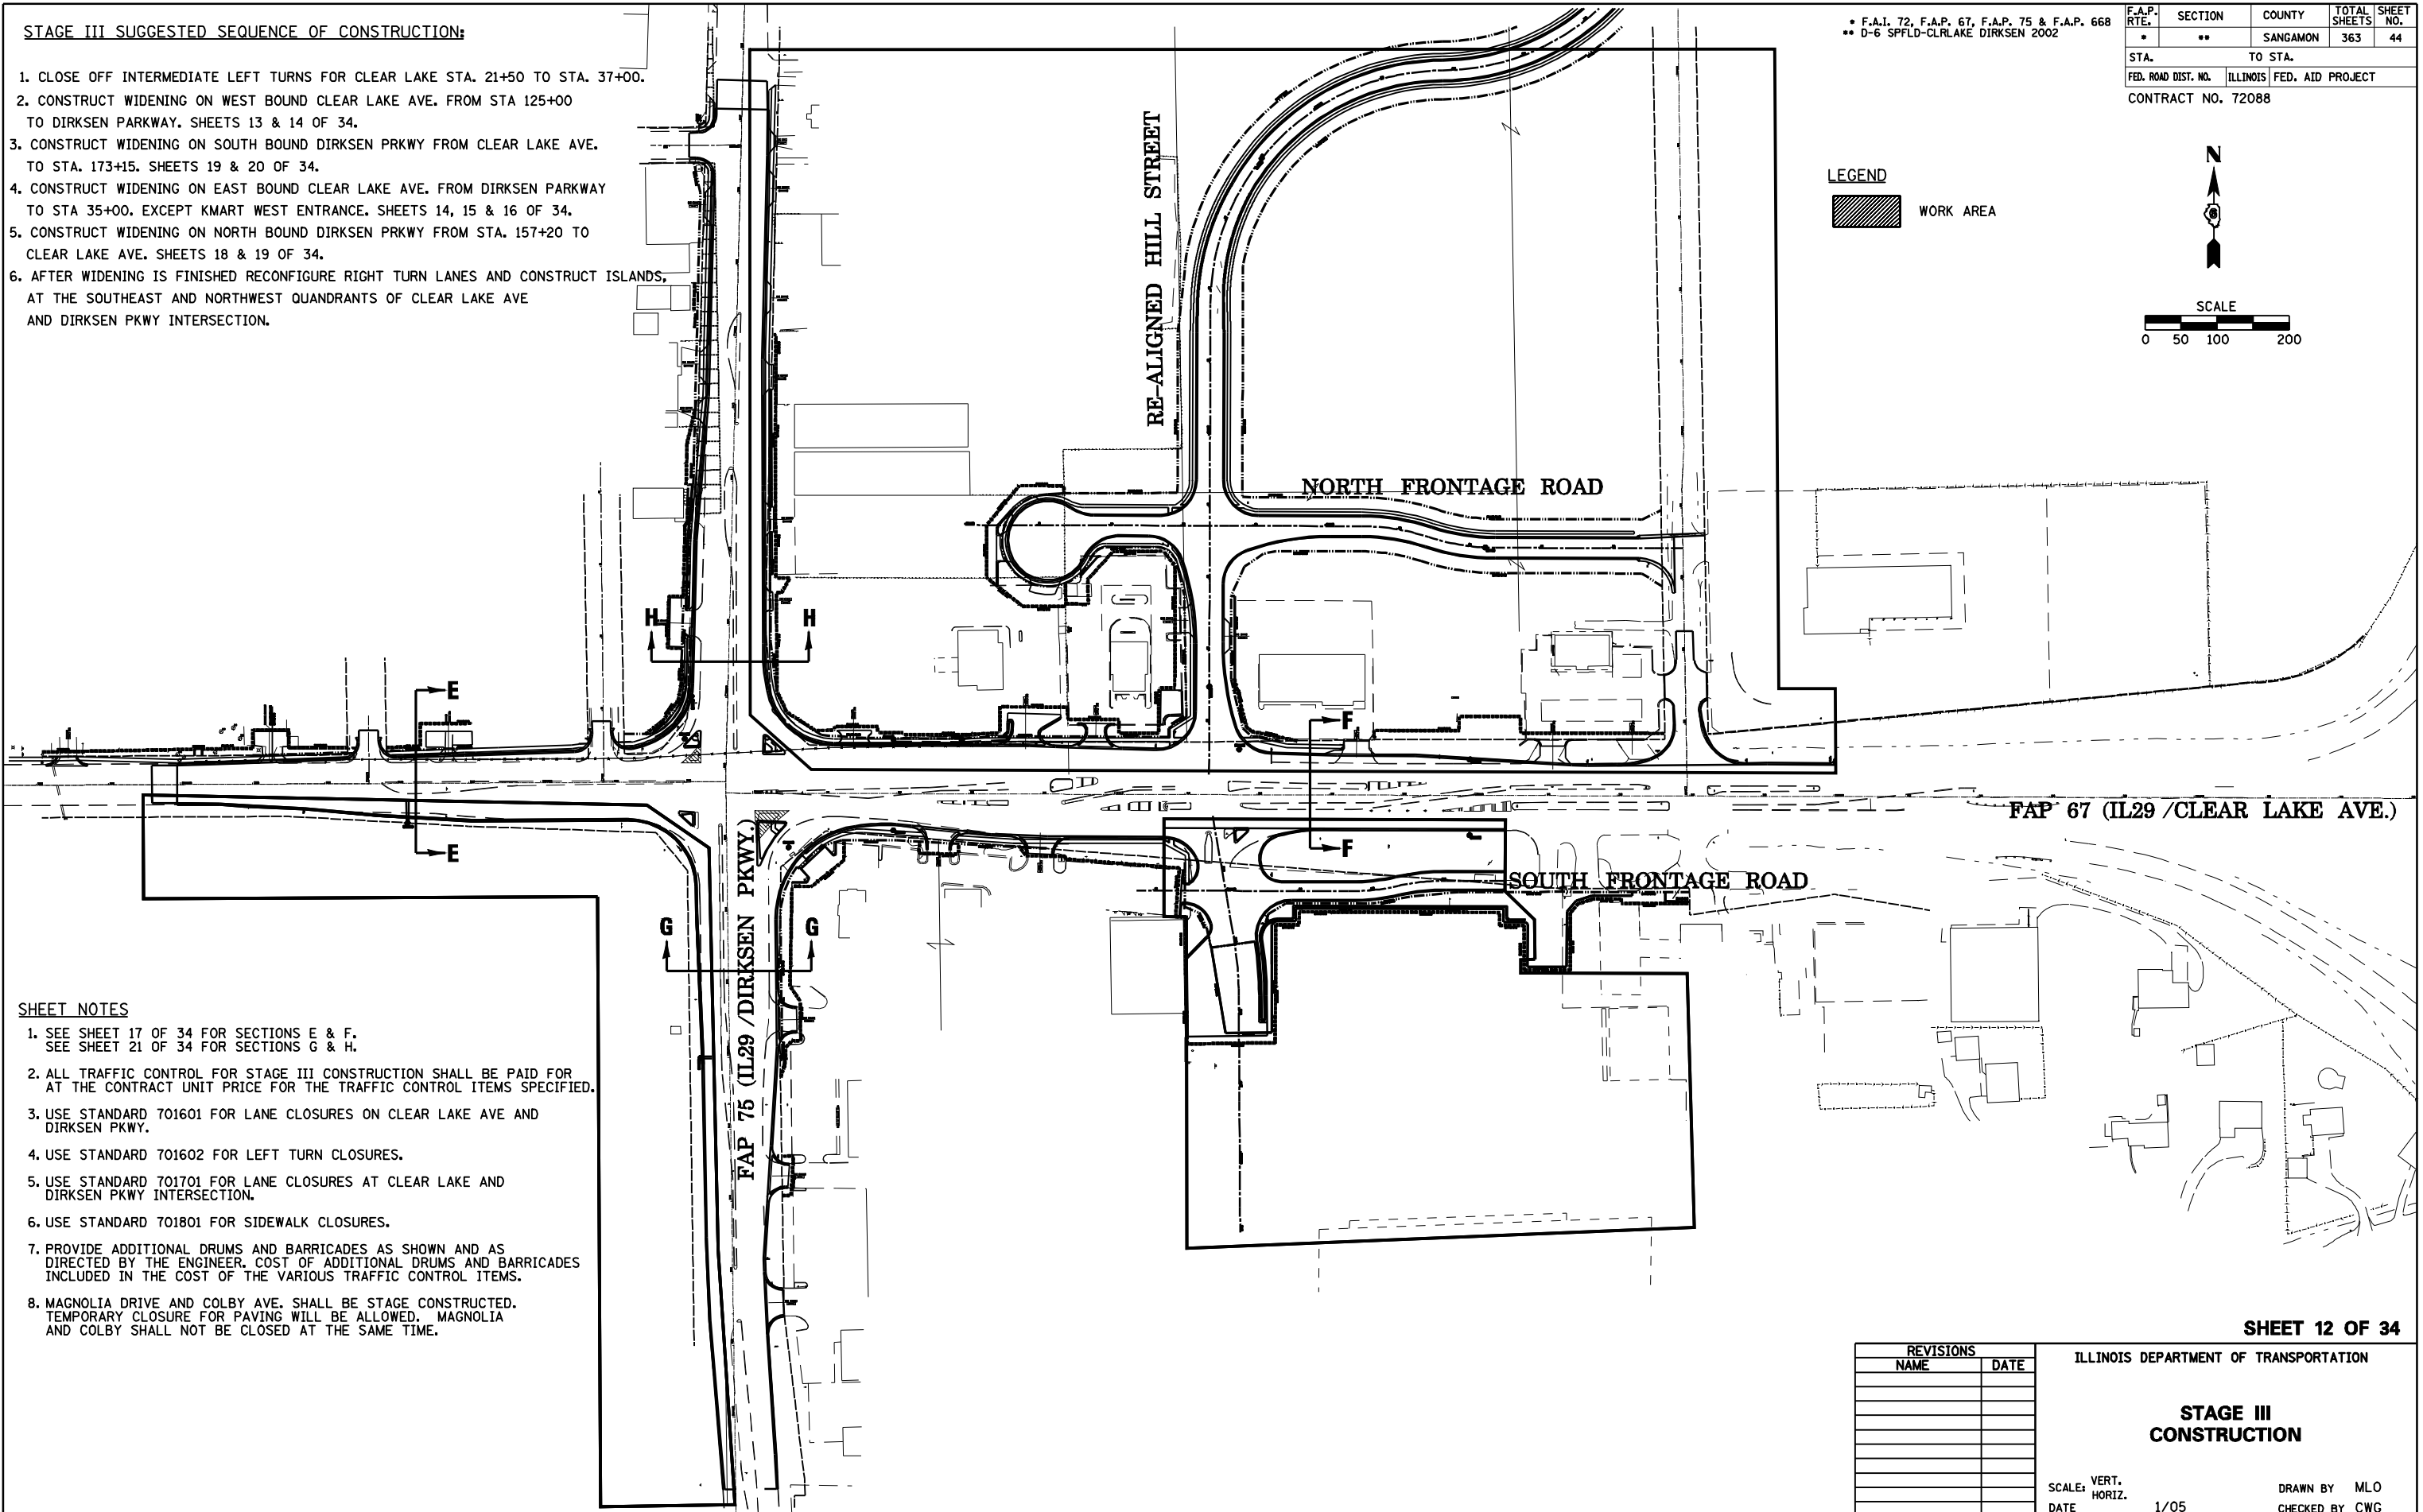 STAGE III SUGGESTED SEQUENCE OF CONSTRUCTION:
1. CLOSE OFF INTERMEDIATE LEFT TURNS FOR CLEAR LAKE STA. 21+50 TO STA. 37+00.
2. CONSTRUCT WIDENING ON WEST BOUND CLEAR LAKE AVE. FROM STA 125+00
TO DIRKSEN PARKWAY. SHEETS 13 & 14 OF 34.
3. CONSTRUCT WIDENING ON SOUTH BOUND DIRKSEN PRKWY FROM CLEAR LAKE AVE.
TO STA. 173+15. SHEETS 19 & 20 OF 34.
4. CONSTRUCT WIDENING ON EAST BOUND CLEAR LAKE AVE. FROM DIRKSEN PARKWAY
TO STA 35+00. EXCEPT KMART WEST ENTRANCE. SHEETS 14, 15 & 16 OF 34.
5. CONSTRUCT WIDENING ON NORTH BOUND DIRKSEN PRKWY FROM STA. 157+20 TO
CLEAR LAKE AVE. SHEETS 18 & 19 OF 34.
6. AFTER WIDENING IS FINISHED RECONFIGURE RIGHT TURN LANES AND CONSTRUCT ISLANDS,
AT THE SOUTHEAST AND NORTHWEST QUANDRANTS OF CLEAR LAKE AVE
AND DIRKSEN PKWY INTERSECTION.
* F.A.I. 72, F.A.P. 67, F.A.P. 75 & F.A.P. 668
** D-6 SPFLD-CLRLAKE DIRKSEN 2002
F.A.P. RTE. SECTION COUNTY TOTAL SHEETS SHEET NO.
* ** SANGAMON 363 44
STA. TO STA.
FED. ROAD DIST. NO. ILLINOIS FED. AID PROJECT
CONTRACT NO. 72088
LEGEND
WORK AREA
N
6
SCALE
0 50 100 200
RE-ALIGNED HILL STREET
NORTH FRONTAGE ROAD
H H
E
F
FAP 67 (IL29 /CLEAR LAKE AVE.)
E
F
SOUTH FRONTAGE ROAD
G G
FAP 75 (IL29 /DIRKSEN PKWY.)
SHEET NOTES
1. SEE SHEET 17 OF 34 FOR SECTIONS E & F.
SEE SHEET 21 OF 34 FOR SECTIONS G & H.
2. ALL TRAFFIC CONTROL FOR STAGE III CONSTRUCTION SHALL BE PAID FOR
AT THE CONTRACT UNIT PRICE FOR THE TRAFFIC CONTROL ITEMS SPECIFIED.
3. USE STANDARD 701601 FOR LANE CLOSURES ON CLEAR LAKE AVE AND
DIRKSEN PKWY.
4. USE STANDARD 701602 FOR LEFT TURN CLOSURES.
5. USE STANDARD 701701 FOR LANE CLOSURES AT CLEAR LAKE AND
DIRKSEN PKWY INTERSECTION.
6. USE STANDARD 701801 FOR SIDEWALK CLOSURES.
7. PROVIDE ADDITIONAL DRUMS AND BARRICADES AS SHOWN AND AS
DIRECTED BY THE ENGINEER. COST OF ADDITIONAL DRUMS AND BARRICADES
INCLUDED IN THE COST OF THE VARIOUS TRAFFIC CONTROL ITEMS.
8. MAGNOLIA DRIVE AND COLBY AVE. SHALL BE STAGE CONSTRUCTED.
TEMPORARY CLOSURE FOR PAVING WILL BE ALLOWED. MAGNOLIA
AND COLBY SHALL NOT BE CLOSED AT THE SAME TIME.
SHEET 12 OF 34
REVISIONS
NAME DATE
ILLINOIS DEPARTMENT OF TRANSPORTATION
STAGE III
CONSTRUCTION
SCALE: VERT.
HORIZ.
DRAWN BY MLO
DATE 1/05
CHECKED BY CWG